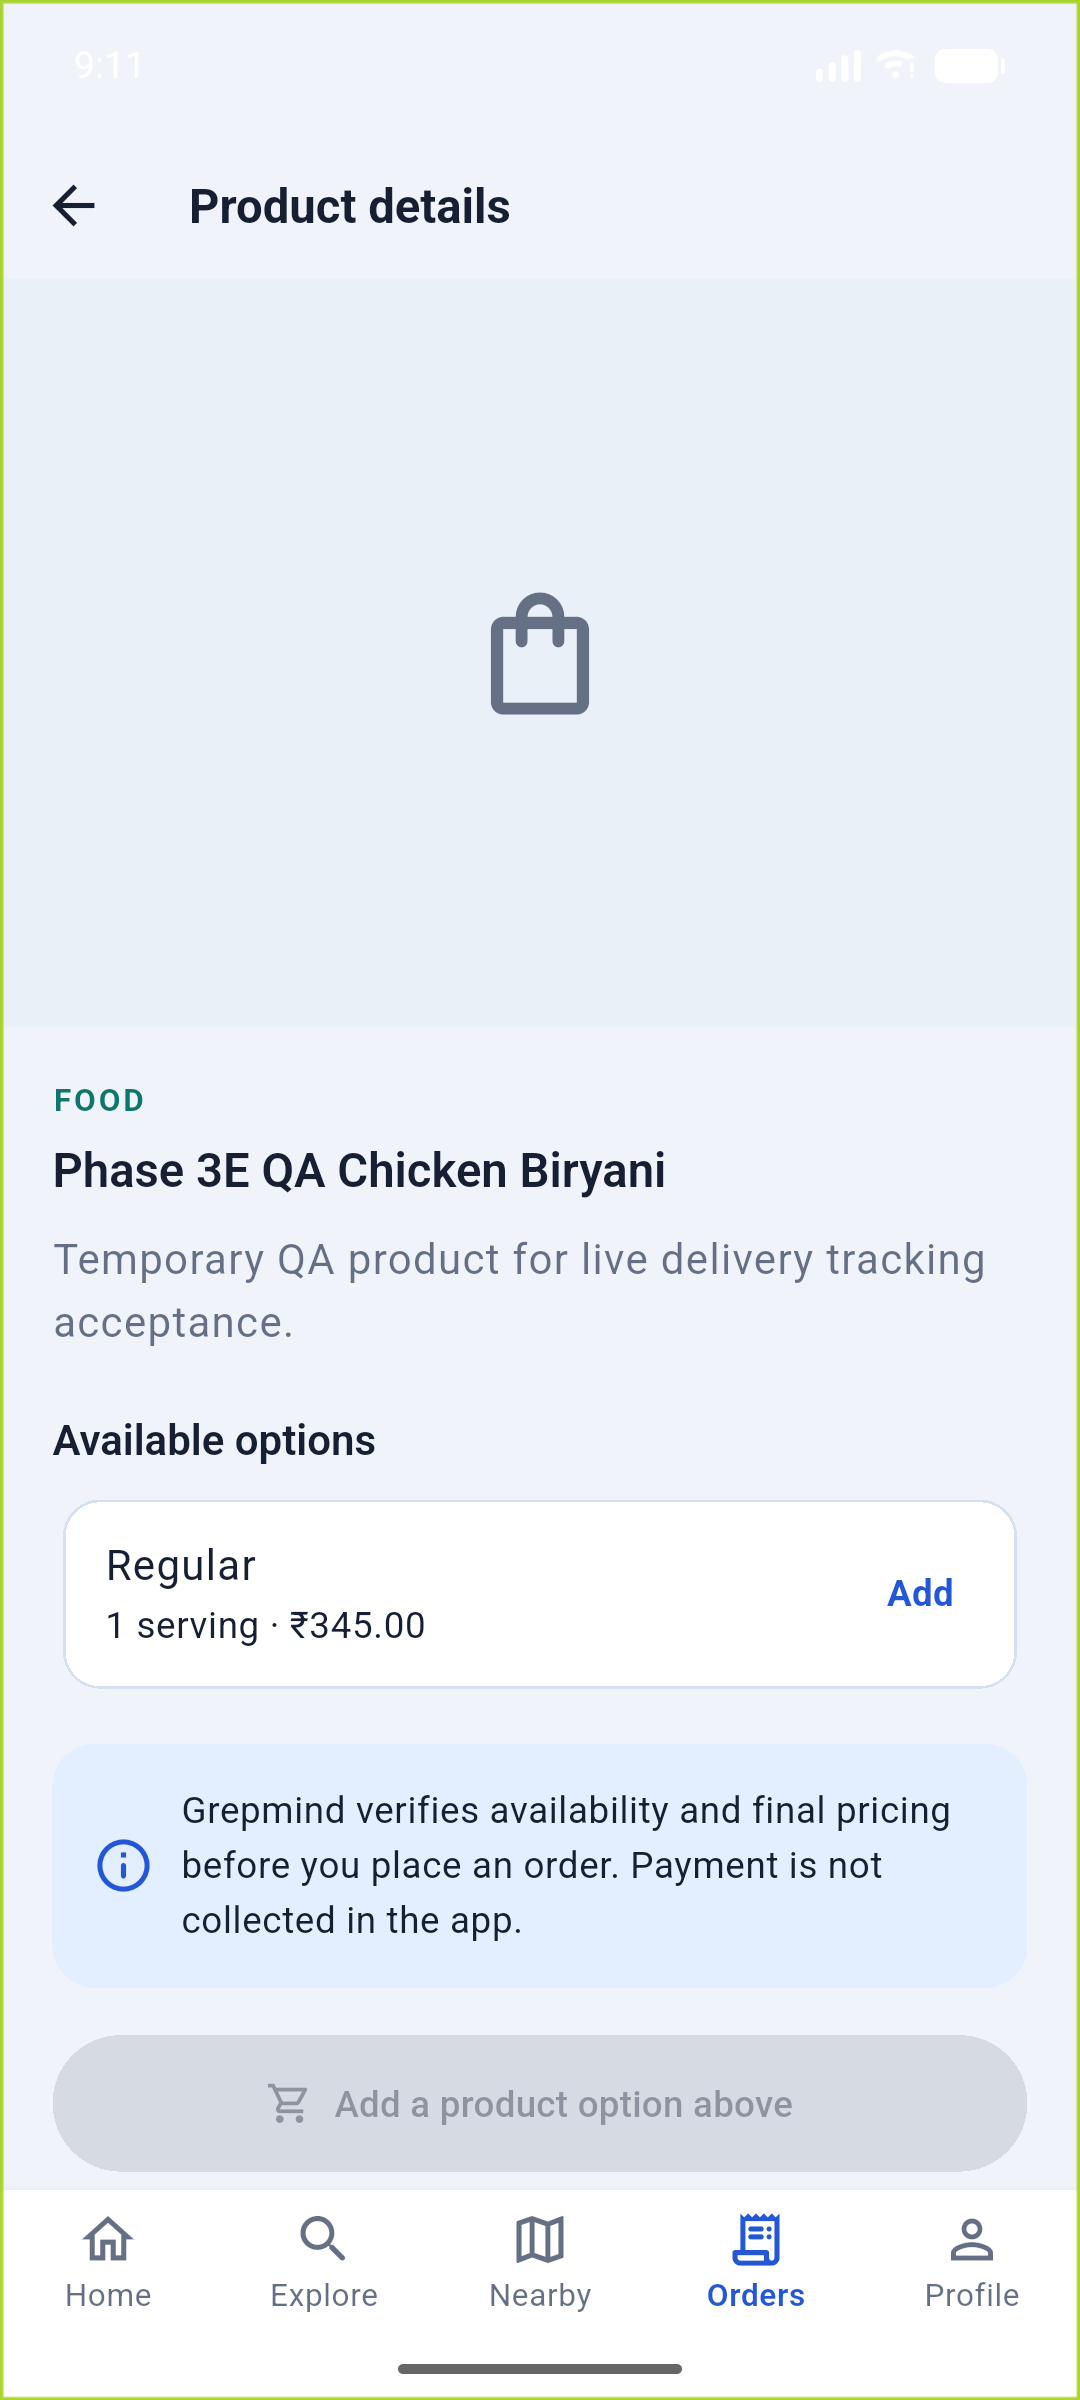 9:11
Product details
FOOD
Phase 3E QA Chicken Biryani
Temporary QA product for live delivery tracking
acceptance.
Available options
Regular
1 serving · ₹345.00
Add
Grepmind verifies availability and final pricing
before you place an order. Payment is not
collected in the app.
Add a product option above
Home
Explore
Nearby
Orders
Profile